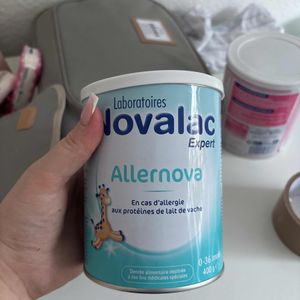 Laboratoires
Novalac
Expert
Allernova
En cas d'allergie
aux protéines de lait de vache
0-36
400 g
Denrée alimentaire destinée
à des fins médicales spéciales